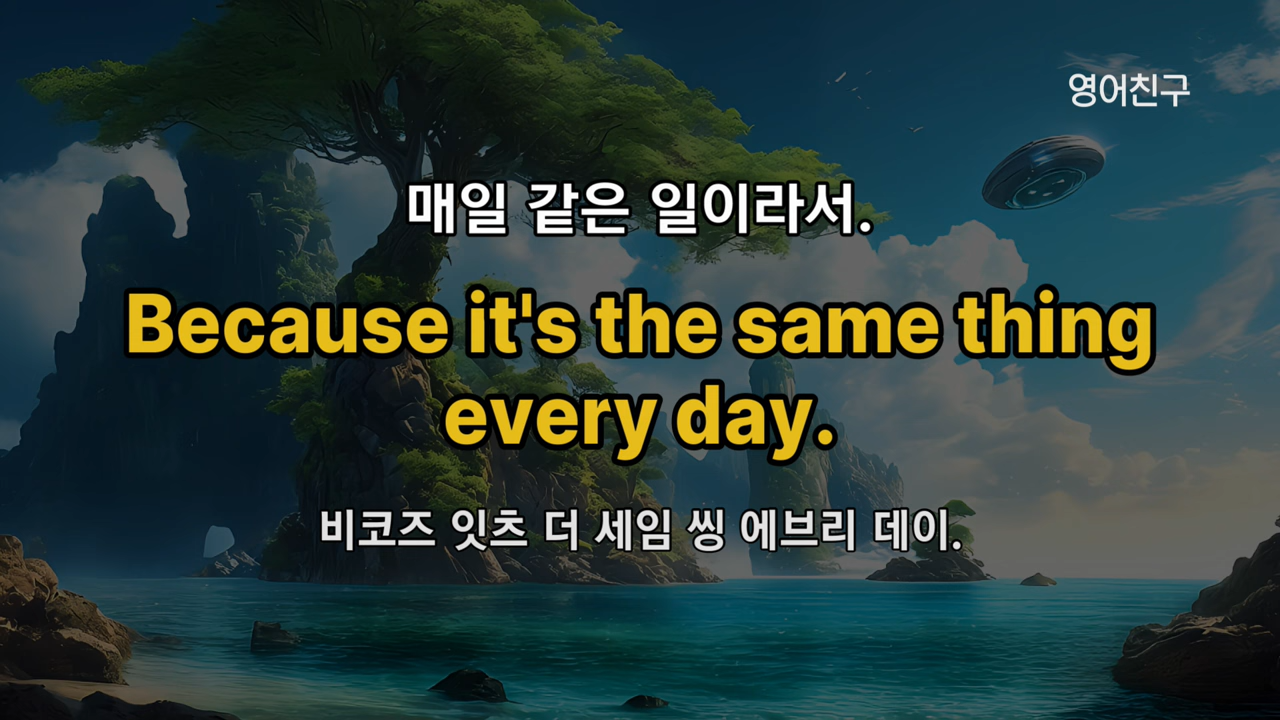 영어친구
매일 같은 일이라서.
Because it's the same thing
every day.
비코즈 잇츠 더 세임 씽 에브리 데이.